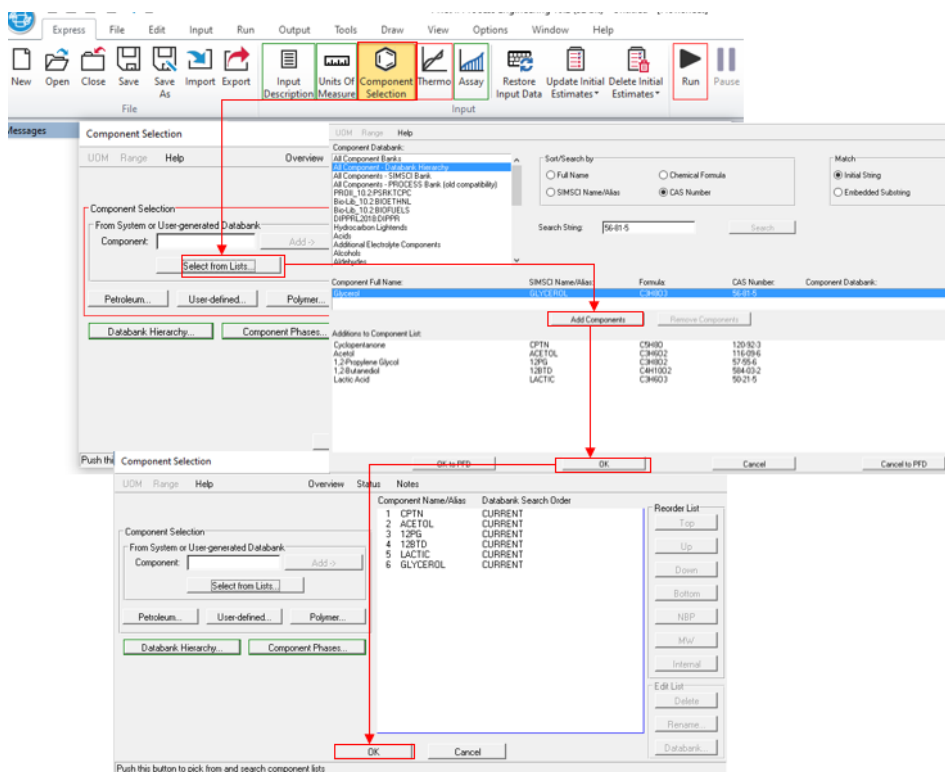 Express File Edit Input Run Output Tools Draw View Options Window Help
New Open Close Save Save As Import Export Input Description Units Of Measure Component Selection Thermo Assay Restore Input Data Update Initial Estimates Delete Initial Estimates Run Pause
File Input
Messages
Component Selection
UOM Range Help Overview
Component Selection
From System or User-generated Databank
Component: Add ->
Select from Lists...
Petroleum... User-defined... Polymer...
Databank Hierarchy... Component Phases...
Push thi
UOM Range Help
Component Databank:
All Component Banks
All Component - Databank Hierarchy
All Components - SIMSCI Bank
All Components - PROCESS Bank (old compatibility)
PROII_10.2:PSRKTCPC
Bio-Lib_10.2:BIOETHNL
Bio-Lib_10.2:BIOFUELS
DIPPRL2018:DIPPR
Hydrocarbon Lightends
Acids
Additional Electrolyte Components
Alcohols
Aldehydes
Sort/Search by
Full Name Chemical Formula
SIMSCI Name/Alias CAS Number
Match
Initial String
Embedded Substring
Search String: 56-81-5 Search
Component Full Name: SIMSCI Name/Alias: Formula: CAS Number: Component Databank:
Glycerol GLYCEROL C3H8O3 56-81-5
Add Components Remove Components
Additions to Component List:
Cyclopentanone CPTN C5H8O 120-92-3
Acetol ACETOL C3H6O2 116-09-6
1,2-Propylene Glycol 12PG C3H8O2 57-55-6
1,2-Butanediol 12BTD C4H10O2 584-03-2
Lactic Acid LACTIC C3H6O3 50-21-5
OK to PFD OK Cancel Cancel to PFD
Component Selection
UOM Range Help Overview Status Notes
Component Selection
From System or User-generated Databank
Component: Add ->
Select from Lists...
Petroleum... User-defined... Polymer...
Databank Hierarchy... Component Phases...
Component Name/Alias Databank Search Order
1 CPTN CURRENT
2 ACETOL CURRENT
3 12PG CURRENT
4 12BTD CURRENT
5 LACTIC CURRENT
6 GLYCEROL CURRENT
Reorder List
Top
Up
Down
Bottom
NBP
MW
Internal
Edit List
Delete
Rename...
Databank...
OK Cancel
Push this button to pick from and search component lists